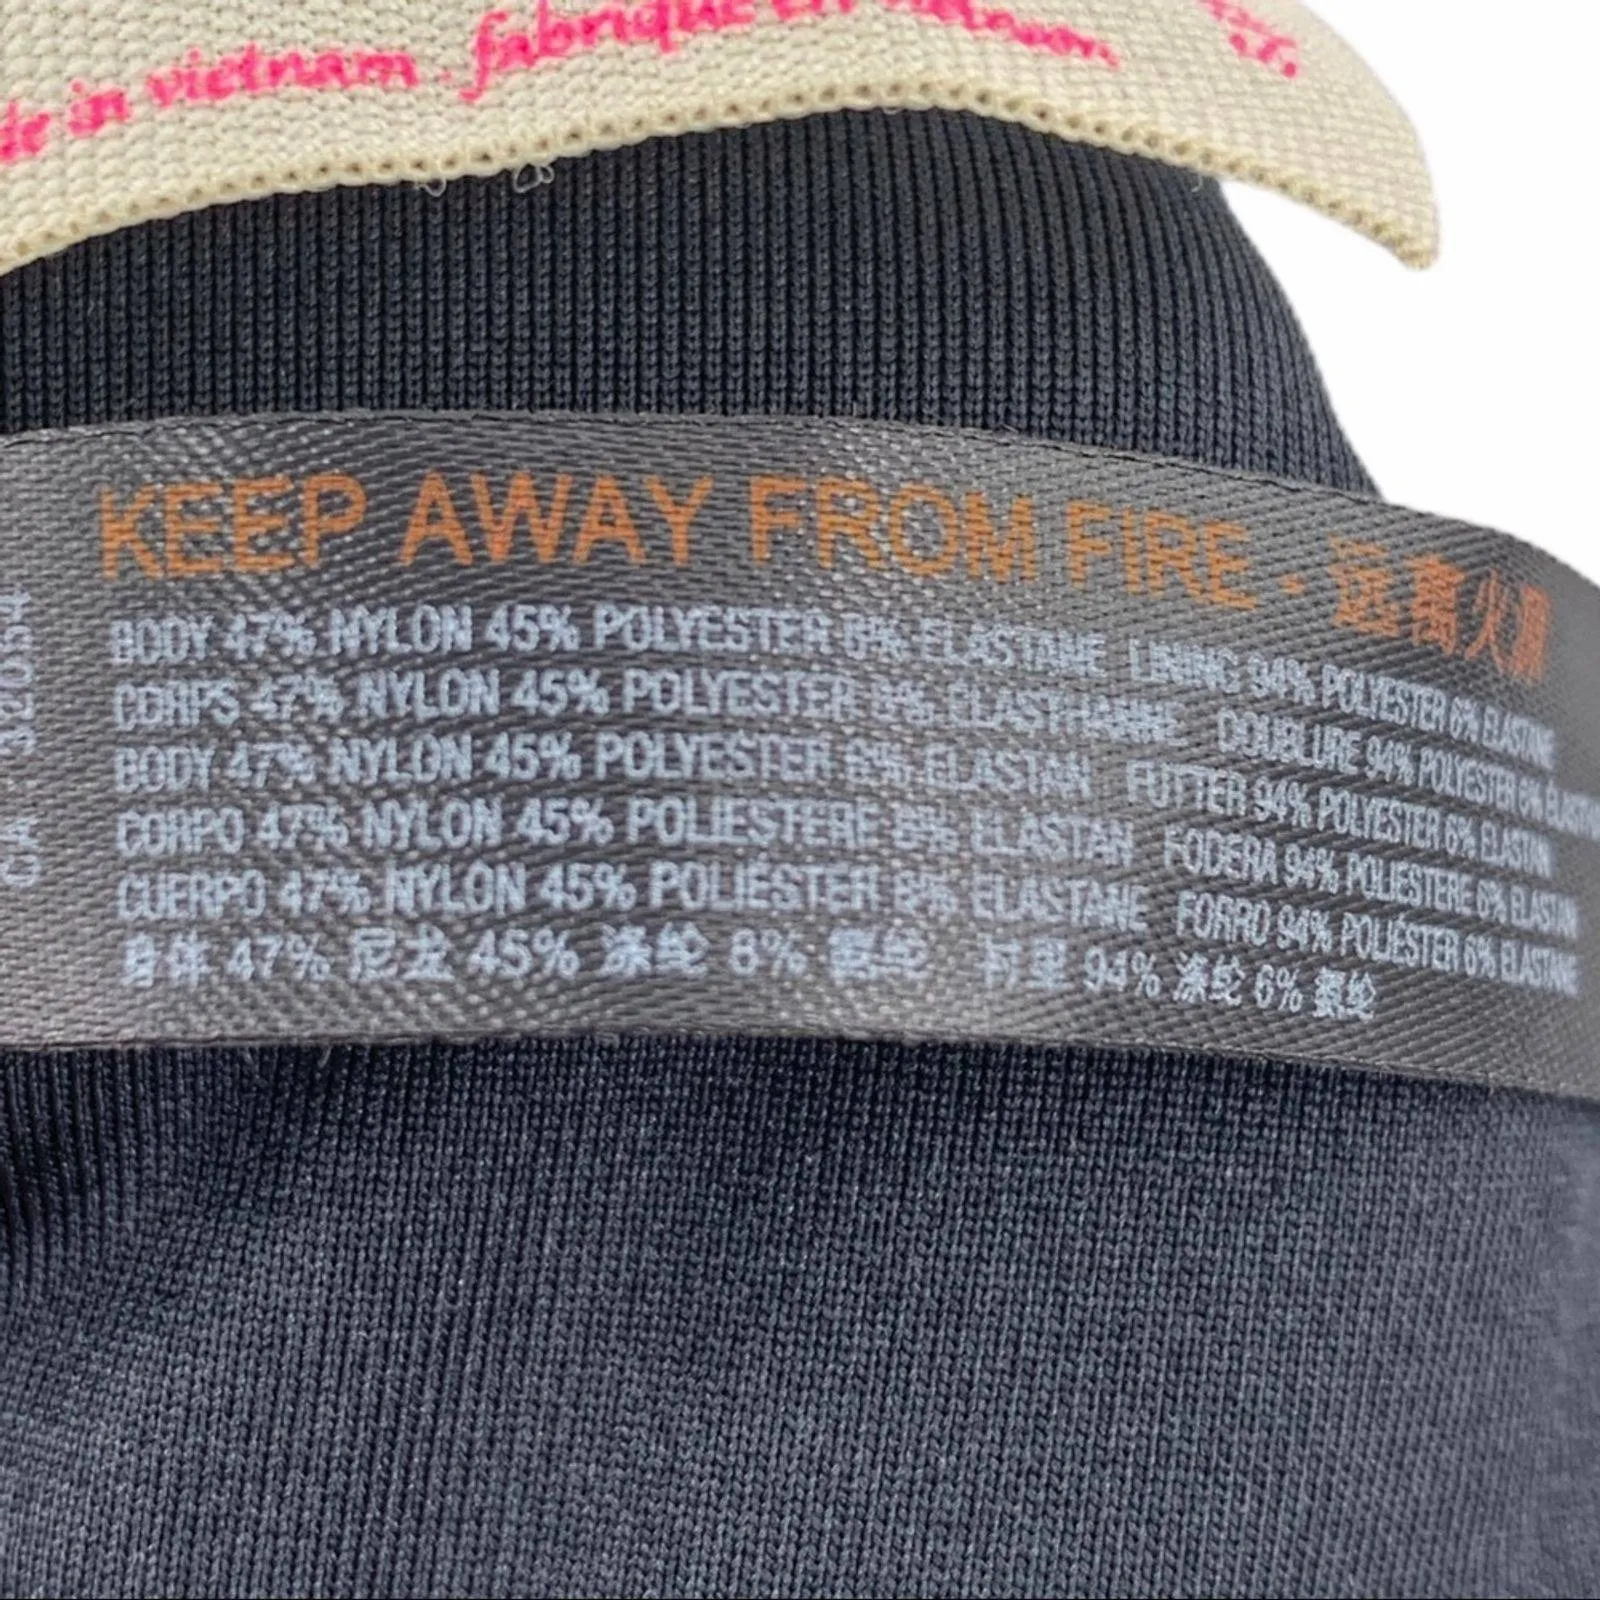 in vietnam . fabriqué en vietnam.
KEEP AWAY FROM FIRE · 远离火源
BODY 47% NYLON 45% POLYESTER 8% ELASTANE LINING 94% POLYESTER 6% ELASTANE
CORPS 47% NYLON 45% POLYESTER 8% ELASTHANNE DOUBLURE 94% POLYESTER 6%
BODY 47% NYLON 45% POLYESTER 8% ELASTAN FUTTER 94% POLYESTER 6% ELASTAN
CORPO 47% NYLON 45% POLIESTERE 8% ELASTAN FODERA 94% POLIESTERE 6% ELASTAN
CUERPO 47% NYLON 45% POLIÉSTER 8% ELASTANE FORRO 94% POLIÉSTER 6% ELASTANE
身体 47% 尼龙 45% 涤纶 8% 氨纶 衬里 94% 涤纶 6% 氨纶
CA